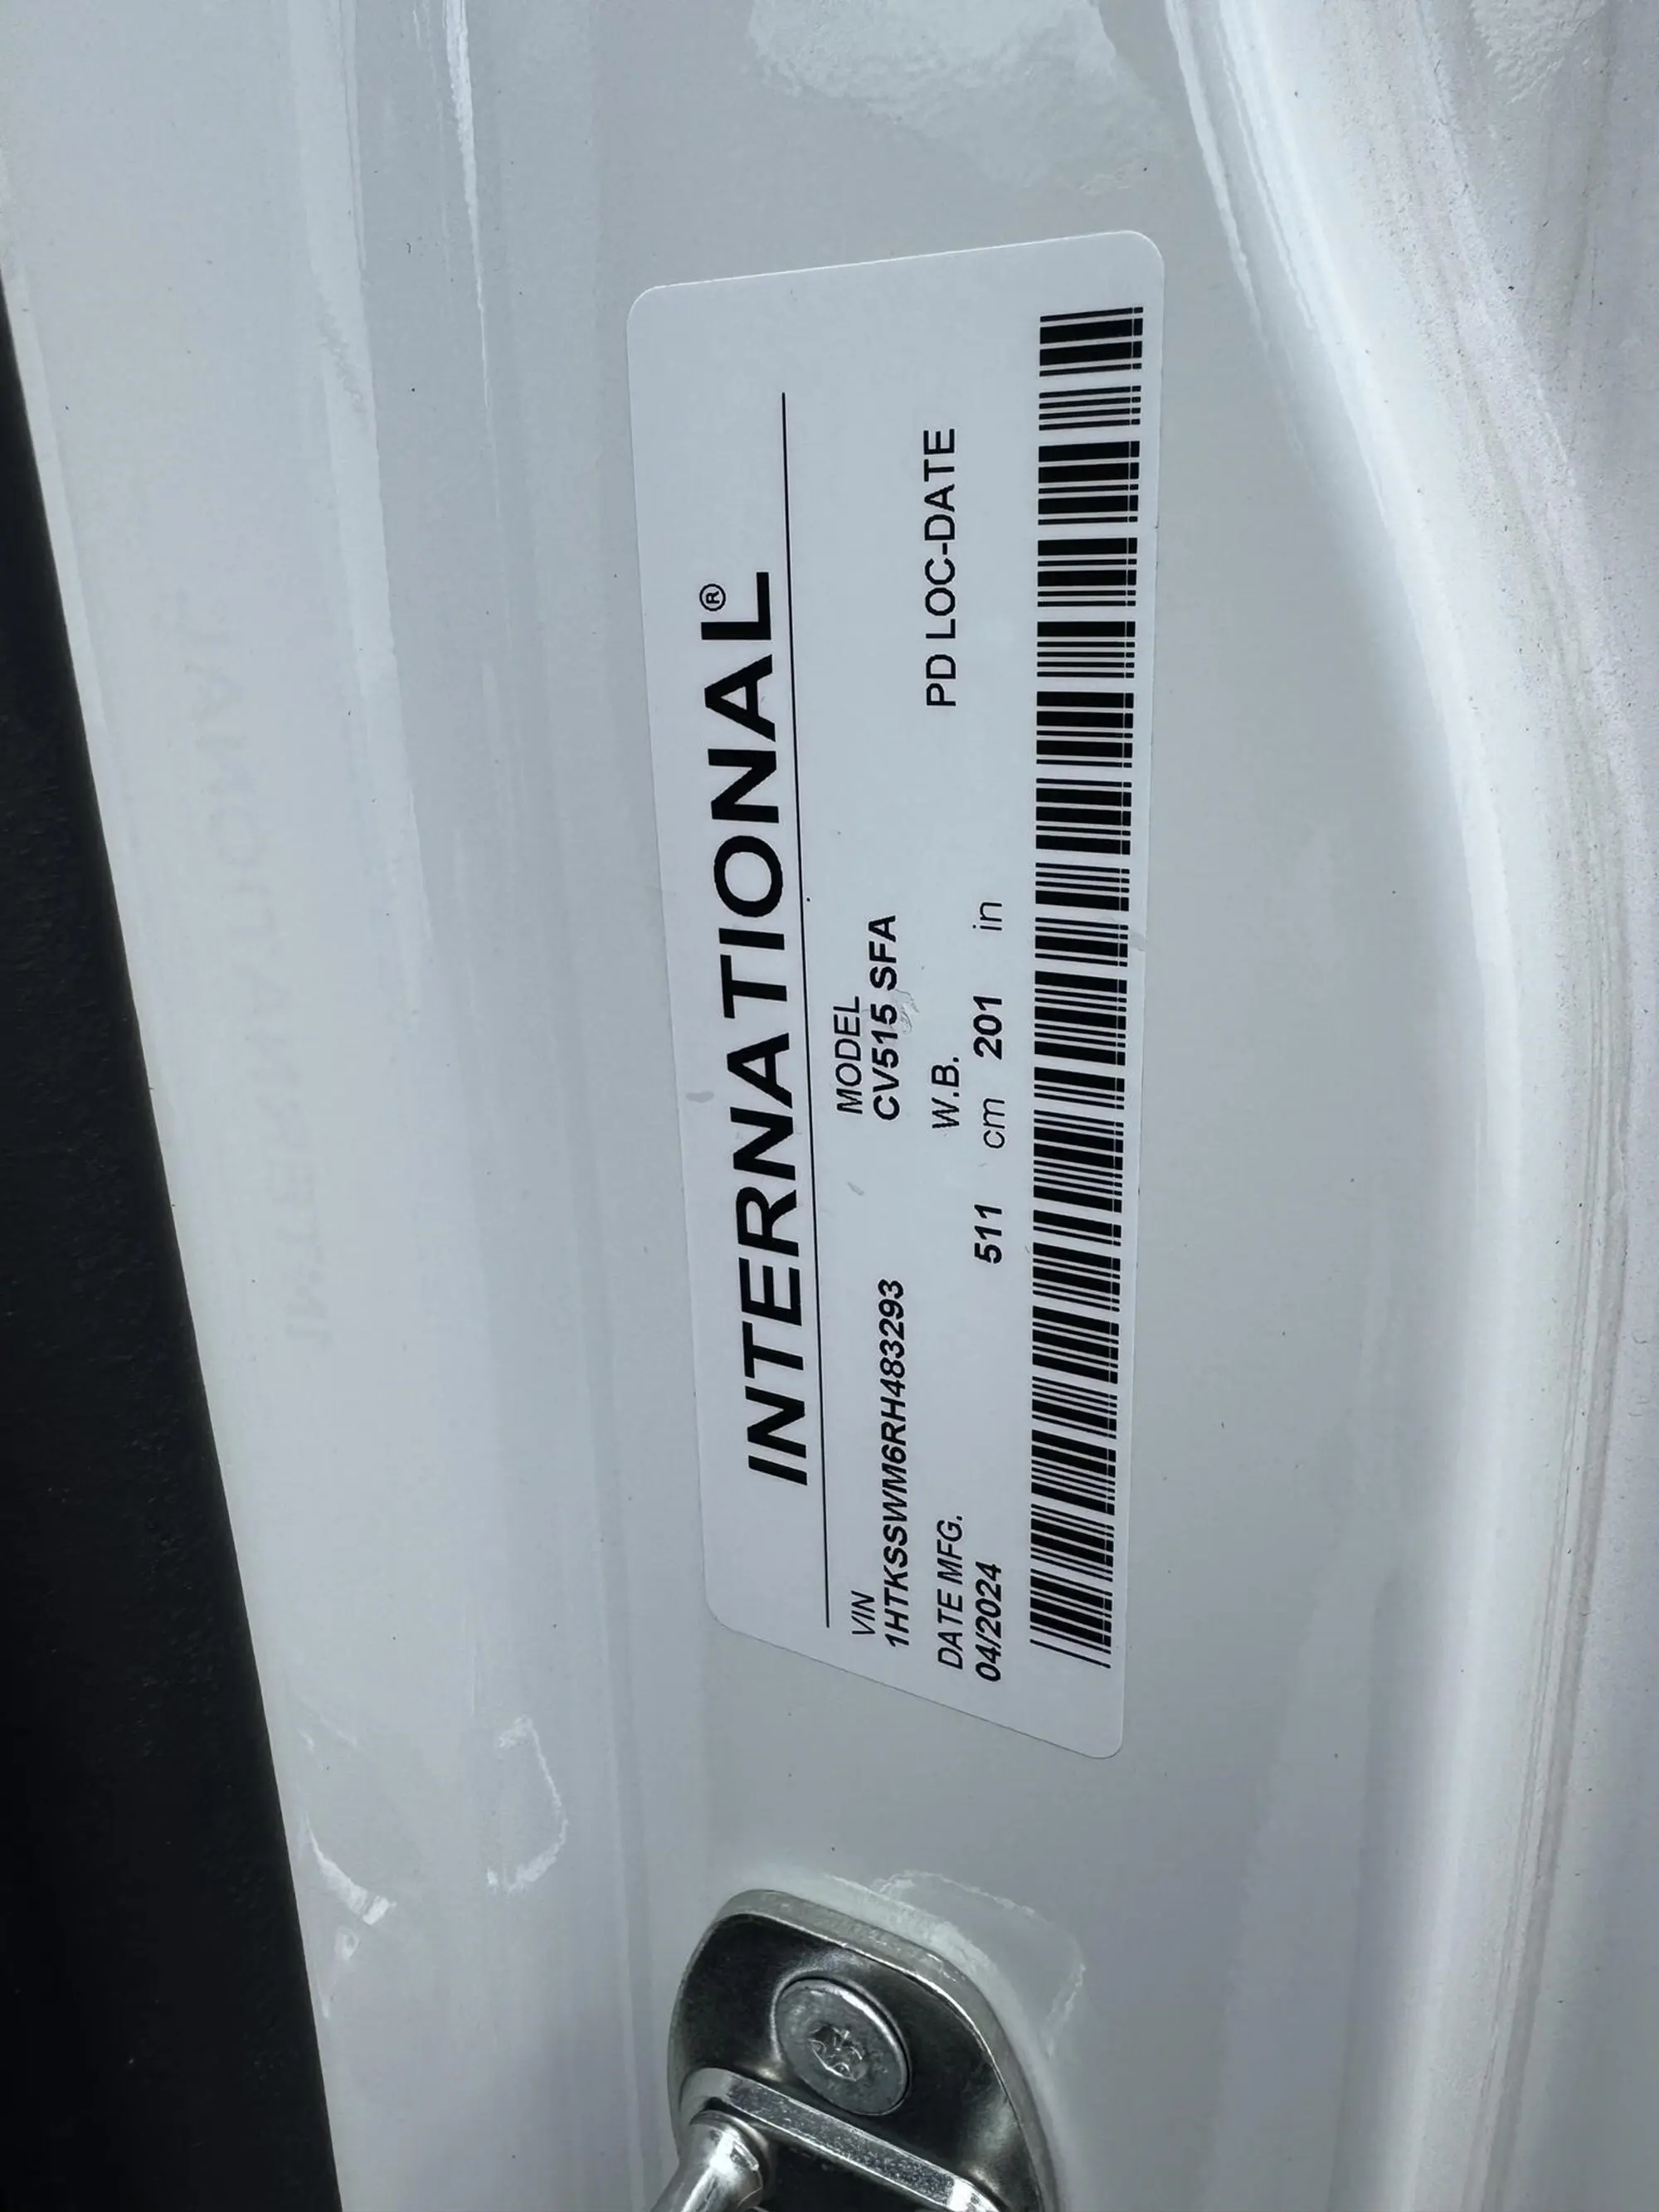 INTERNATIONAL®
VIN
1HTKSSWM6RH483293
MODEL
CV515 SFA
DATE MFG.
04/2024
W.B.
511 cm 201 in
PD LOC-DATE